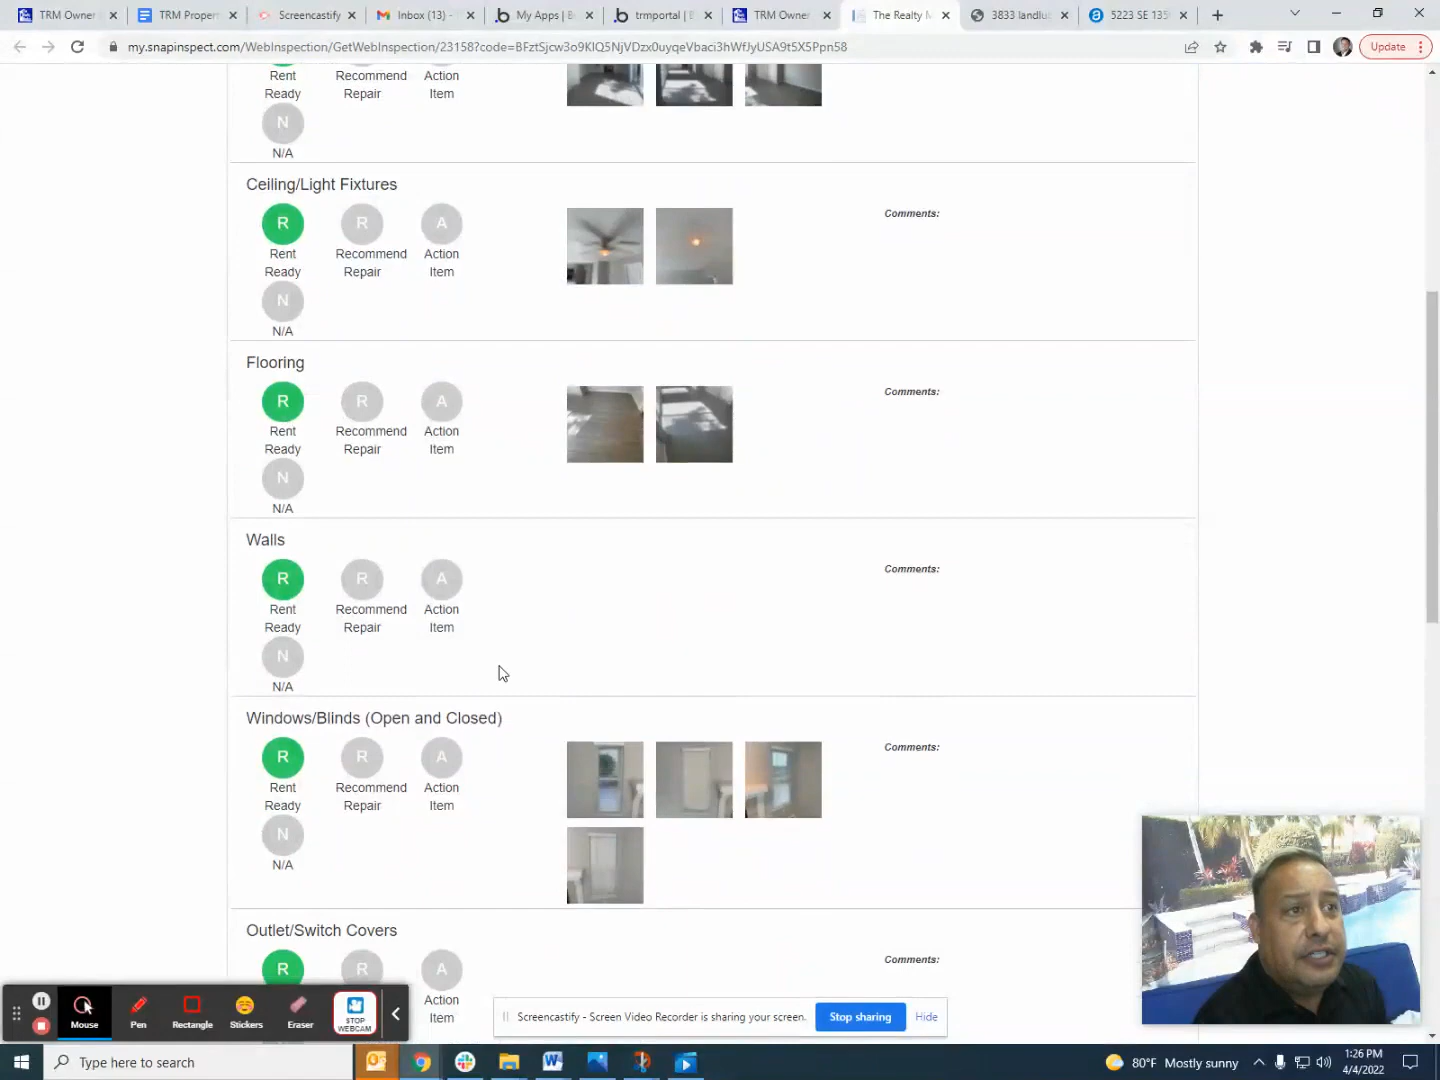 TRM Owner
TRM Proper
Screencastify
Inbox (13) -
My Apps | B
trmportal | E
TRM Owner
The Realty M
3833 landlu
5223 SE 135
my.snapinspect.com/WebInspection/GetWebInspection/23158?code=BFztSjcw3o9KlQ5NjVDzx0uyqeVbaci3hWfJyUSA9t5X5Ppn58
Update
Rent
Ready
Recommend
Repair
Action
Item
N
N/A
Ceiling/Light Fixtures
R
R
A
Comments:
Rent
Ready
Recommend
Repair
Action
Item
N
N/A
Flooring
R
R
A
Comments:
Rent
Ready
Recommend
Repair
Action
Item
N
N/A
Walls
R
R
A
Comments:
Rent
Ready
Recommend
Repair
Action
Item
N
N/A
Windows/Blinds (Open and Closed)
R
R
A
Comments:
Rent
Ready
Recommend
Repair
Action
Item
N
N/A
Outlet/Switch Covers
R
R
A
Comments:
Action
Item
Mouse
Pen
Rectangle
Stickers
Eraser
STOP
WEBCAM
Screencastify - Screen Video Recorder is sharing your screen.
Stop sharing
Hide
Type here to search
80°F Mostly sunny
1:26 PM
4/4/2022